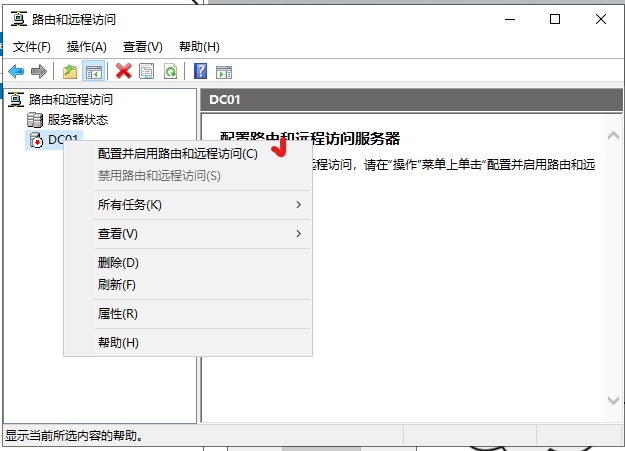 路由和远程访问
文件(F) 操作(A) 查看(V) 帮助(H)
路由和远程访问
服务器状态
DC01
DC01
配置路由和远程访问服务器
远程访问，请在“操作”菜单上单击“配置并启用路由和远
配置并启用路由和远程访问(C)
禁用路由和远程访问(S)
所有任务(K)
查看(V)
删除(D)
刷新(F)
属性(R)
帮助(H)
显示当前所选内容的帮助。